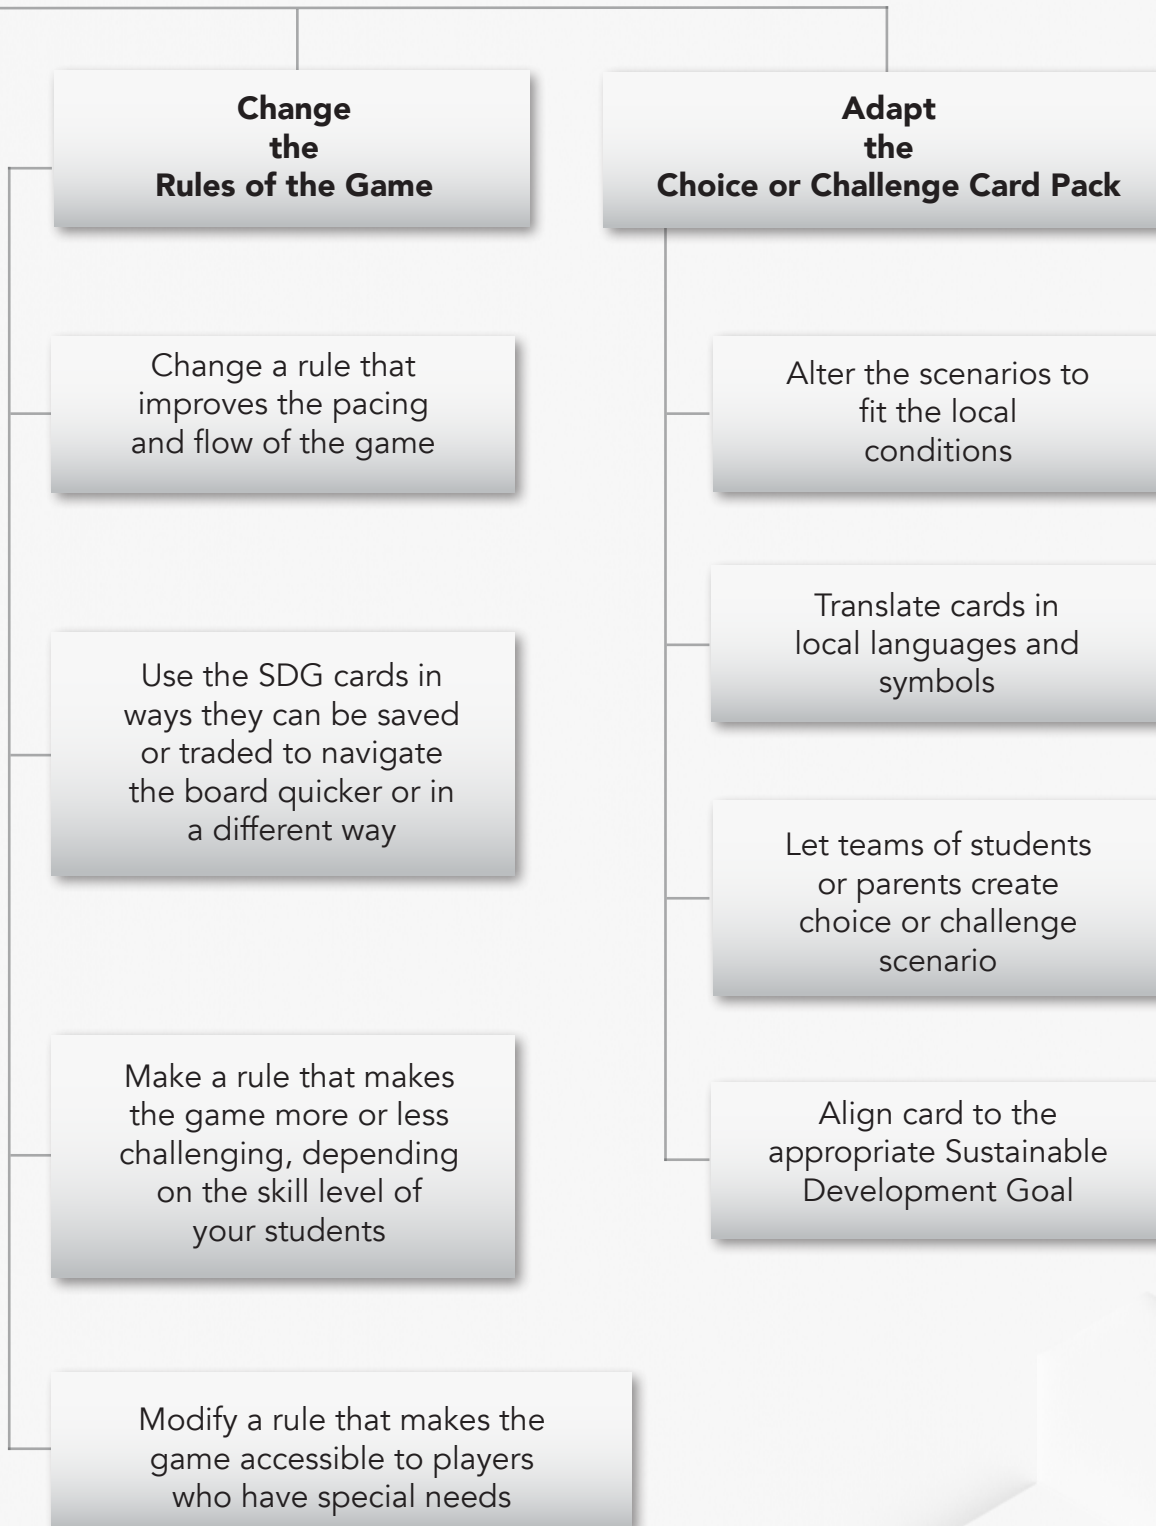 Change
the
Rules of the Game
Change a rule that
improves the pacing
and flow of the game
Use the SDG cards in
ways they can be saved
or traded to navigate
the board quicker or in
a different way
Make a rule that makes
the game more or less
challenging, depending
on the skill level of
your students
Modify a rule that makes the
game accessible to players
who have special needs
Adapt
the
Choice or Challenge Card Pack
Alter the scenarios to
fit the local
conditions
Translate cards in
local languages and
symbols
Let teams of students
or parents create
choice or challenge
scenario
Align card to the
appropriate Sustainable
Development Goal